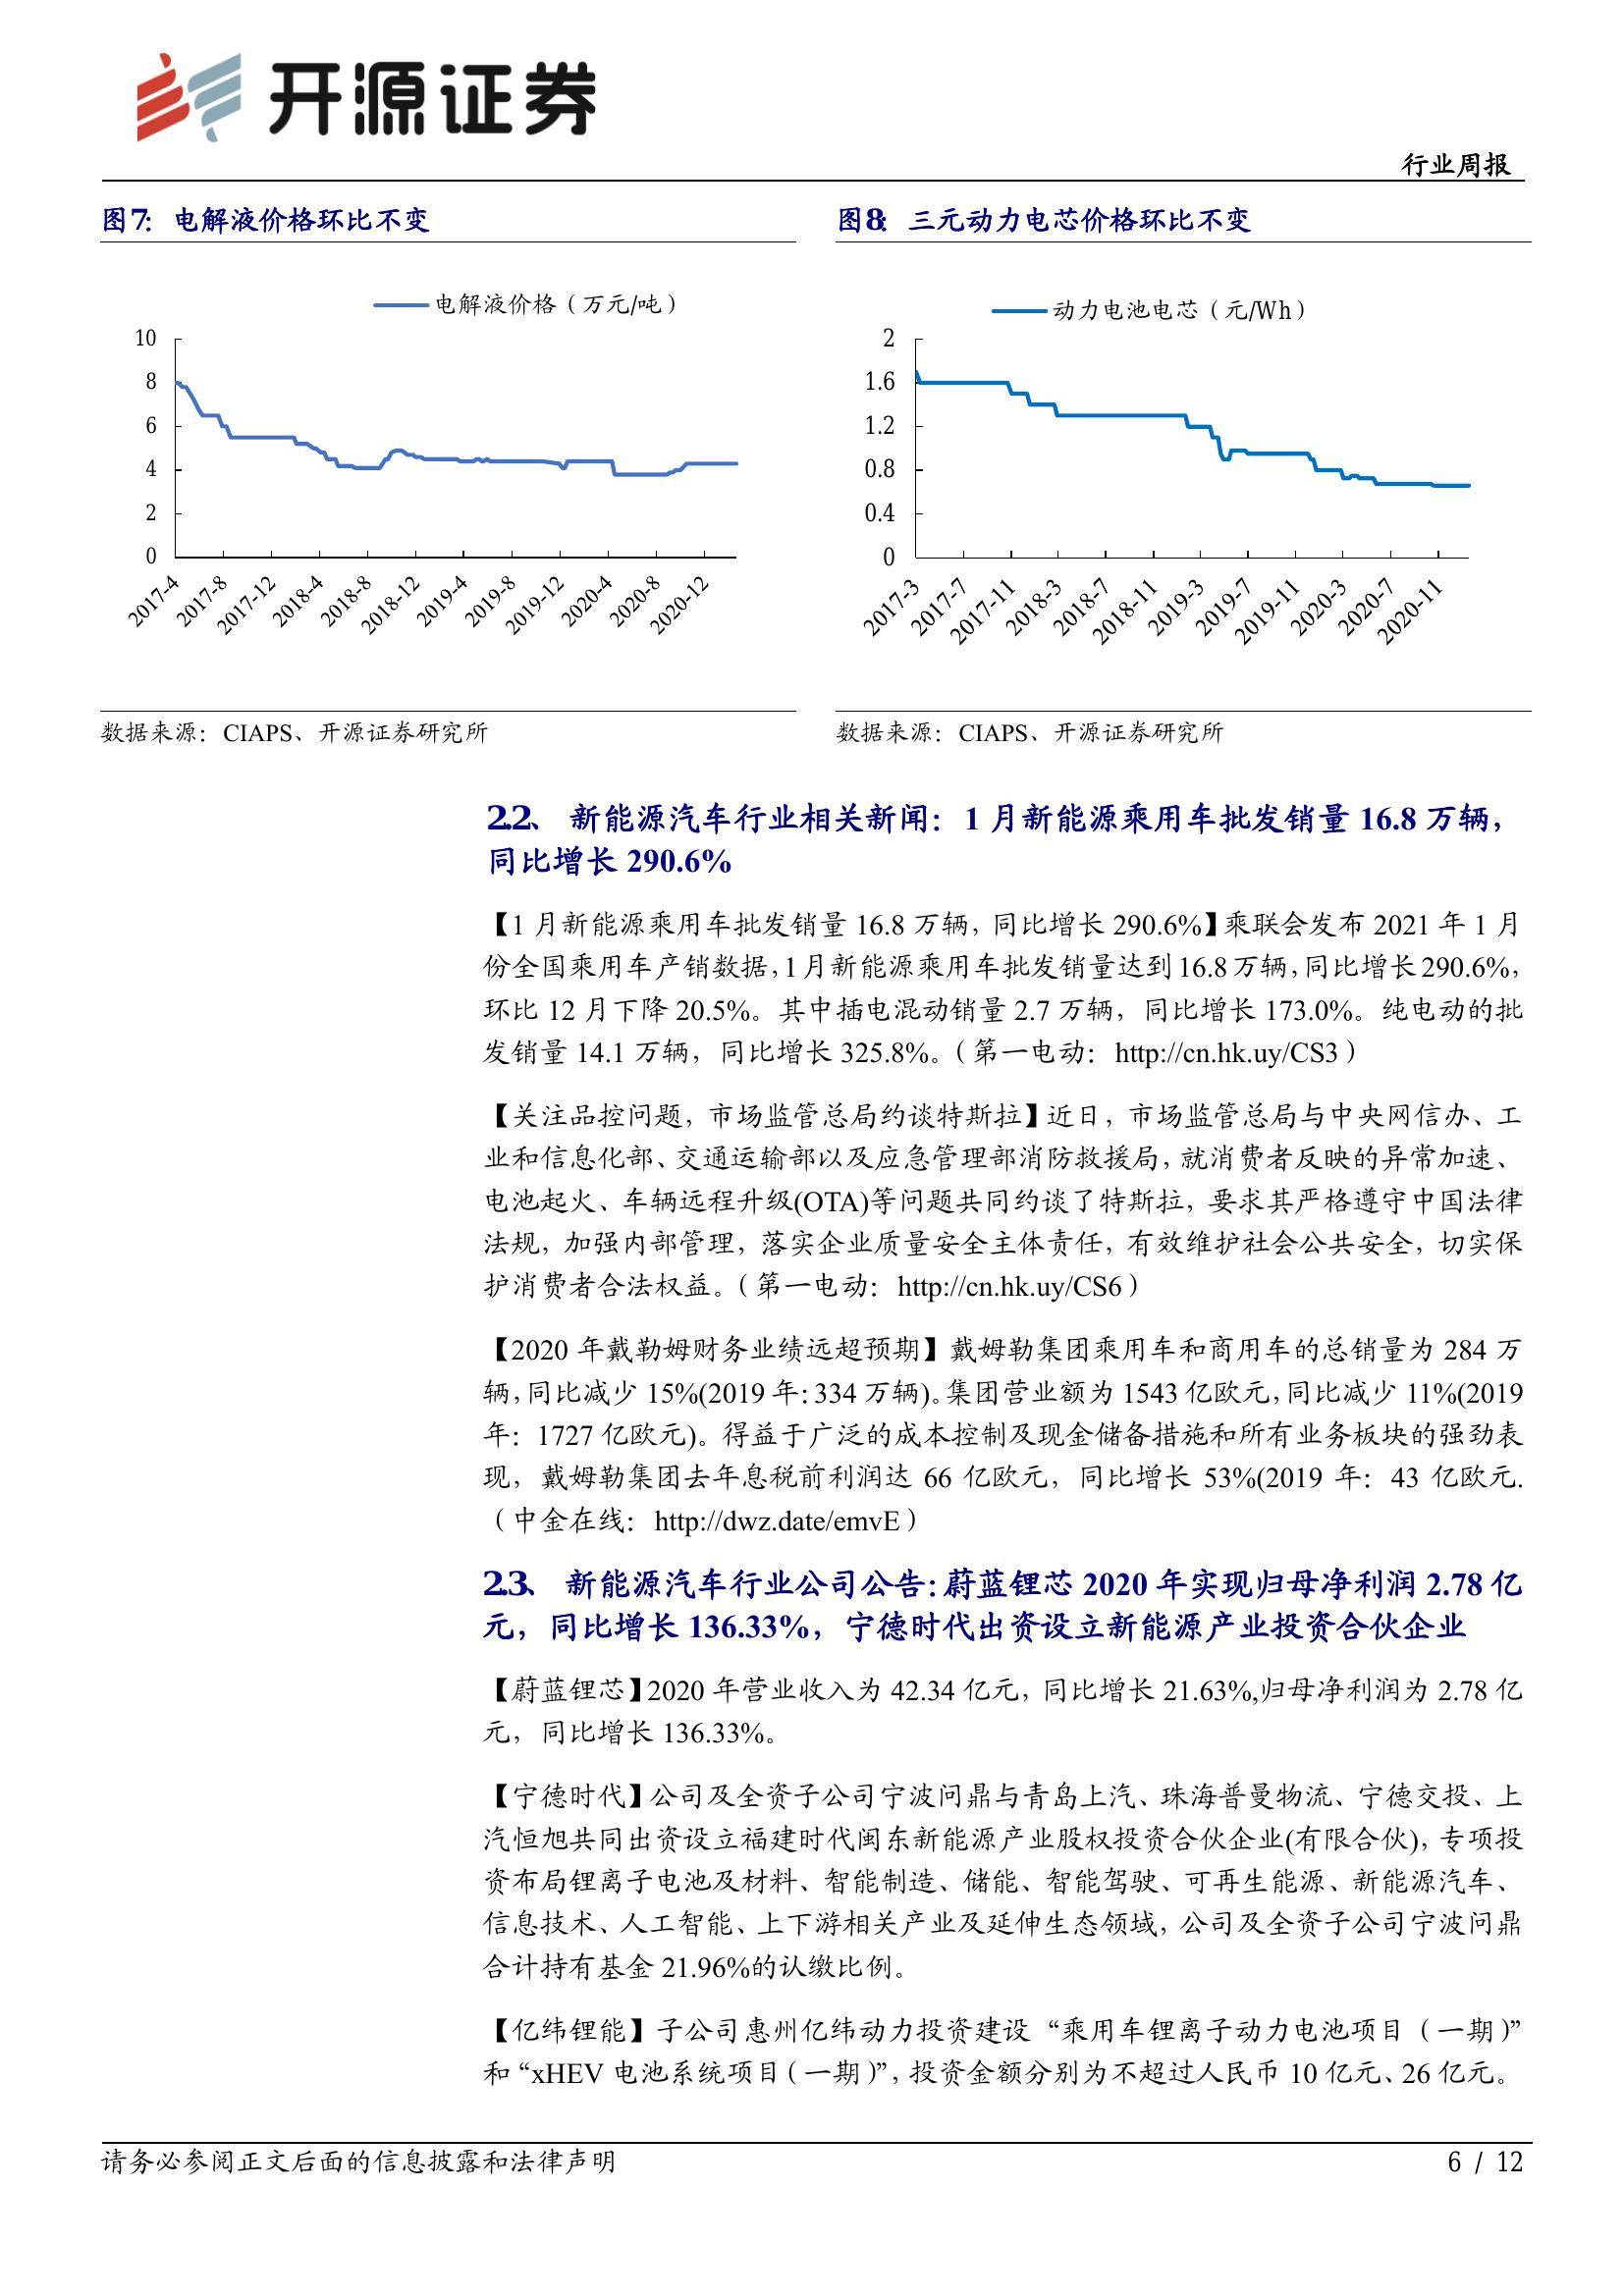 开源证券
行业周报
图7： 电解液价格环比不变
电解液价格（万元/吨）
10
8
6
4
2
0
2017-4
2017-8
2017-12
2018-4
2018-8
2018-12
2019-4
2019-8
2019-12
2020-4
2020-8
2020-12
数据来源：CIAPS、开源证券研究所
图8： 三元动力电芯价格环比不变
动力电池电芯（元/Wh）
2
1.6
1.2
0.8
0.4
0
2017-3
2017-7
2017-11
2018-3
2018-7
2018-11
2019-3
2019-7
2019-11
2020-3
2020-7
2020-11
数据来源：CIAPS、开源证券研究所
2.2、 新能源汽车行业相关新闻：1 月新能源乘用车批发销量 16.8 万辆，
同比增长 290.6%
【1 月新能源乘用车批发销量 16.8 万辆，同比增长 290.6%】乘联会发布 2021 年 1 月
份全国乘用车产销数据，1 月新能源乘用车批发销量达到 16.8 万辆，同比增长 290.6%，
环比 12 月下降 20.5%。其中插电混动销量 2.7 万辆，同比增长 173.0%。纯电动的批
发销量 14.1 万辆，同比增长 325.8%。（第一电动：http://cn.hk.uy/CS3）
【关注品控问题，市场监管总局约谈特斯拉】近日，市场监管总局与中央网信办、工
业和信息化部、交通运输部以及应急管理部消防救援局，就消费者反映的异常加速、
电池起火、车辆远程升级(OTA)等问题共同约谈了特斯拉，要求其严格遵守中国法律
法规，加强内部管理，落实企业质量安全主体责任，有效维护社会公共安全，切实保
护消费者合法权益。（第一电动：http://cn.hk.uy/CS6）
【2020 年戴勒姆财务业绩远超预期】戴姆勒集团乘用车和商用车的总销量为 284 万
辆，同比减少 15%(2019 年：334 万辆)。集团营业额为 1543 亿欧元，同比减少 11%(2019
年：1727 亿欧元)。得益于广泛的成本控制及现金储备措施和所有业务板块的强劲表
现，戴姆勒集团去年息税前利润达 66 亿欧元，同比增长 53%(2019 年：43 亿欧元.
（中金在线：http://dwz.date/emvE）
2.3、 新能源汽车行业公司公告：蔚蓝锂芯 2020 年实现归母净利润 2.78 亿
元，同比增长 136.33%，宁德时代出资设立新能源产业投资合伙企业
【蔚蓝锂芯】2020 年营业收入为 42.34 亿元，同比增长 21.63%,归母净利润为 2.78 亿
元，同比增长 136.33%。
【宁德时代】公司及全资子公司宁波问鼎与青岛上汽、珠海普曼物流、宁德交投、上
汽恒旭共同出资设立福建时代闽东新能源产业股权投资合伙企业(有限合伙)，专项投
资布局锂离子电池及材料、智能制造、储能、智能驾驶、可再生能源、新能源汽车、
信息技术、人工智能、上下游相关产业及延伸生态领域，公司及全资子公司宁波问鼎
合计持有基金 21.96%的认缴比例。
【亿纬锂能】子公司惠州亿纬动力投资建设“乘用车锂离子动力电池项目（一期）”
和“xHEV 电池系统项目（一期）”，投资金额分别为不超过人民币 10 亿元、26 亿元。
请务必参阅正文后面的信息披露和法律声明
6 / 12